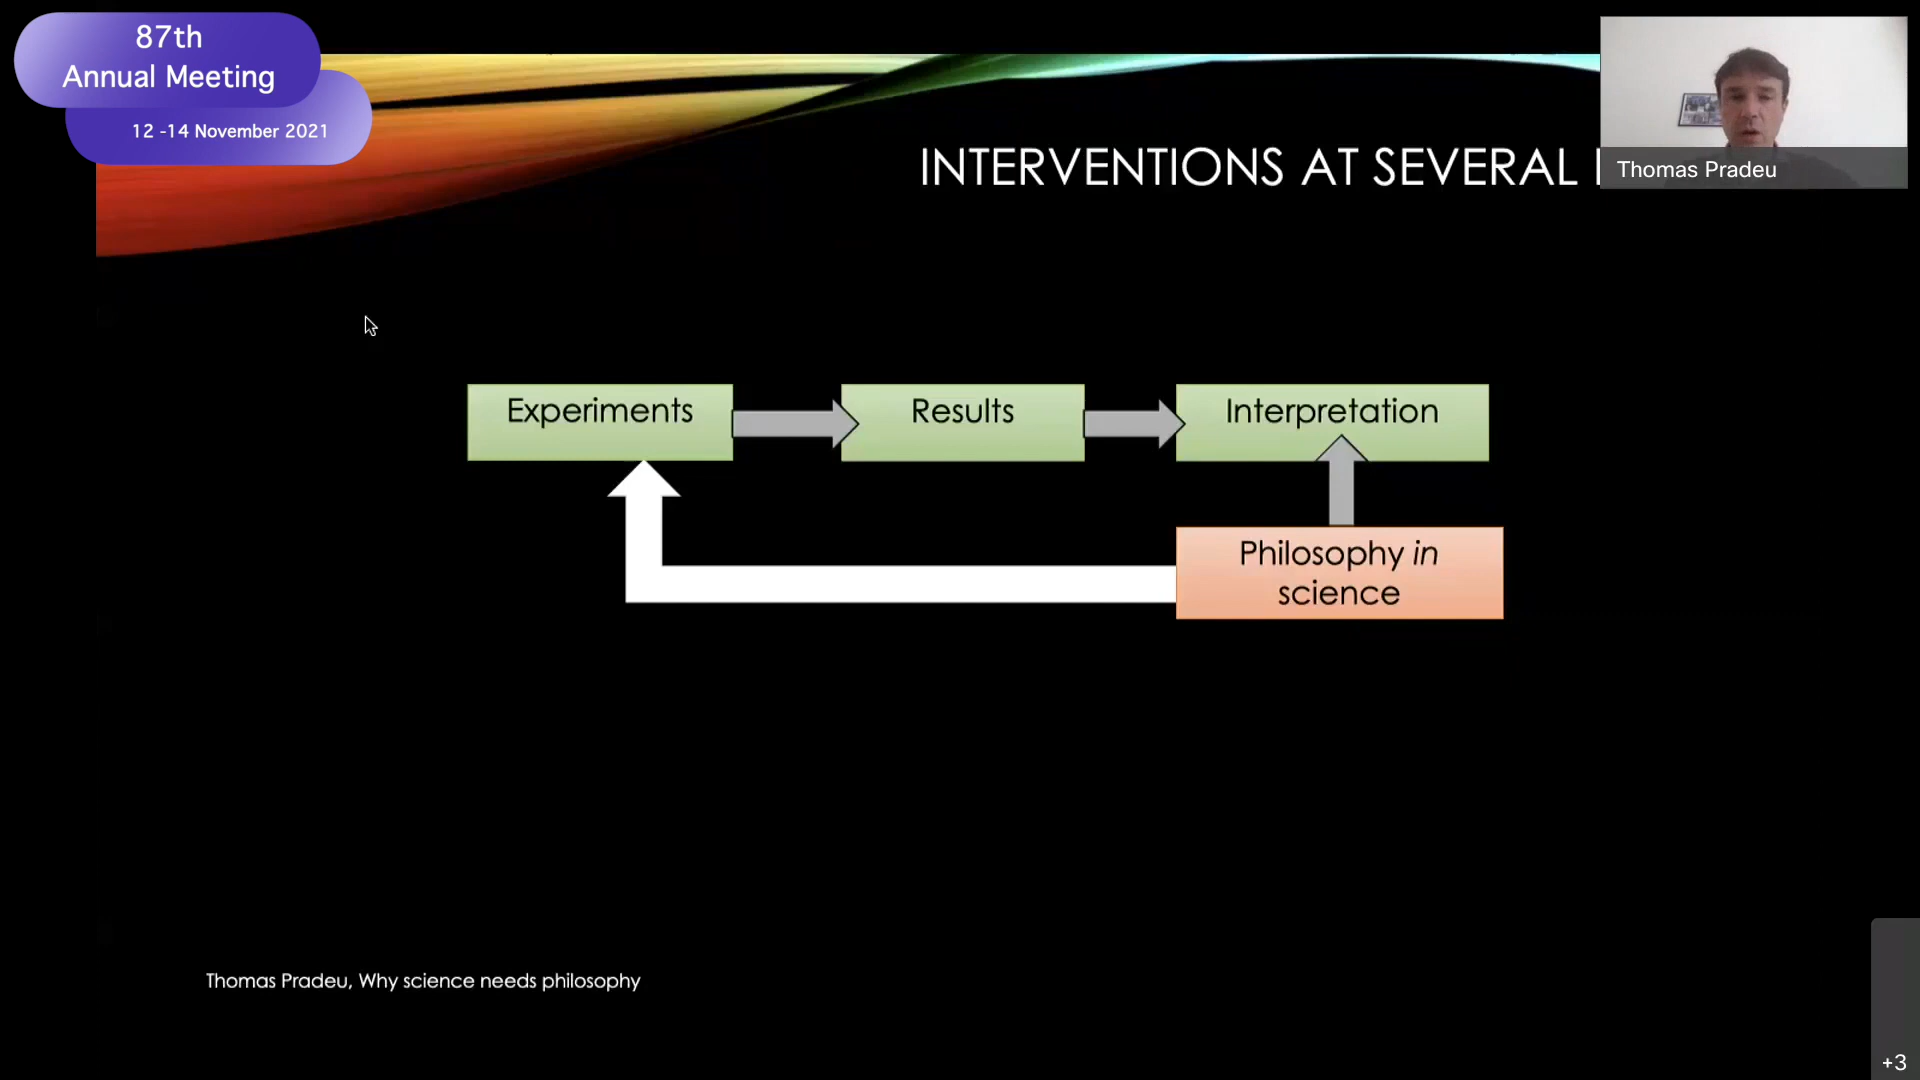 87th
Annual Meeting
12 -14 November 2021
INTERVENTIONS AT SEVERAL
Thomas Pradeu
Experiments
Results
Interpretation
Philosophy in
science
Thomas Pradeu, Why science needs philosophy
+3